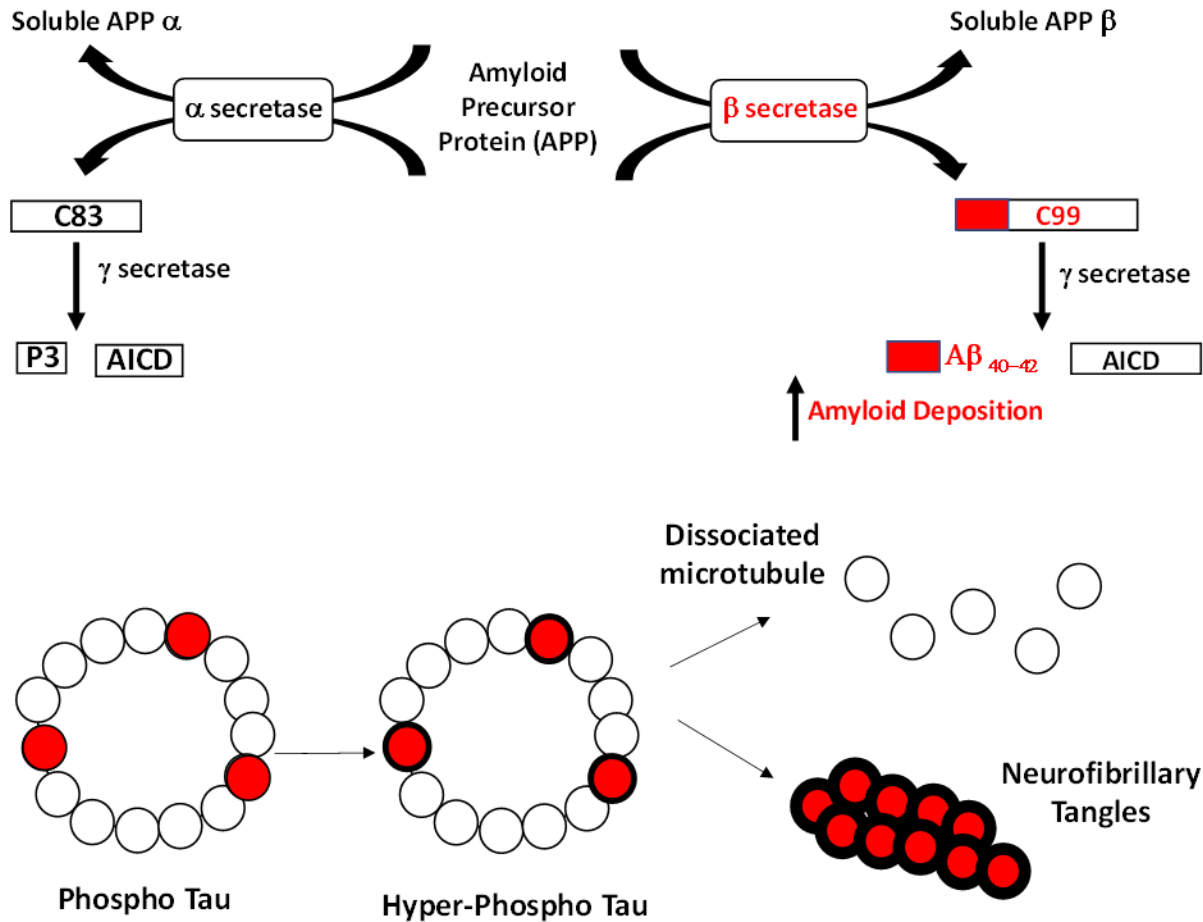 Soluble APP α
Soluble APP β
Amyloid
Precursor
Protein (APP)
α secretase
β secretase
C83
C99
γ secretase
γ secretase
P3
AICD
Aβ 40–42
AICD
Amyloid Deposition
Dissociated
microtubule
Neurofibrillary
Tangles
Phospho Tau
Hyper-Phospho Tau